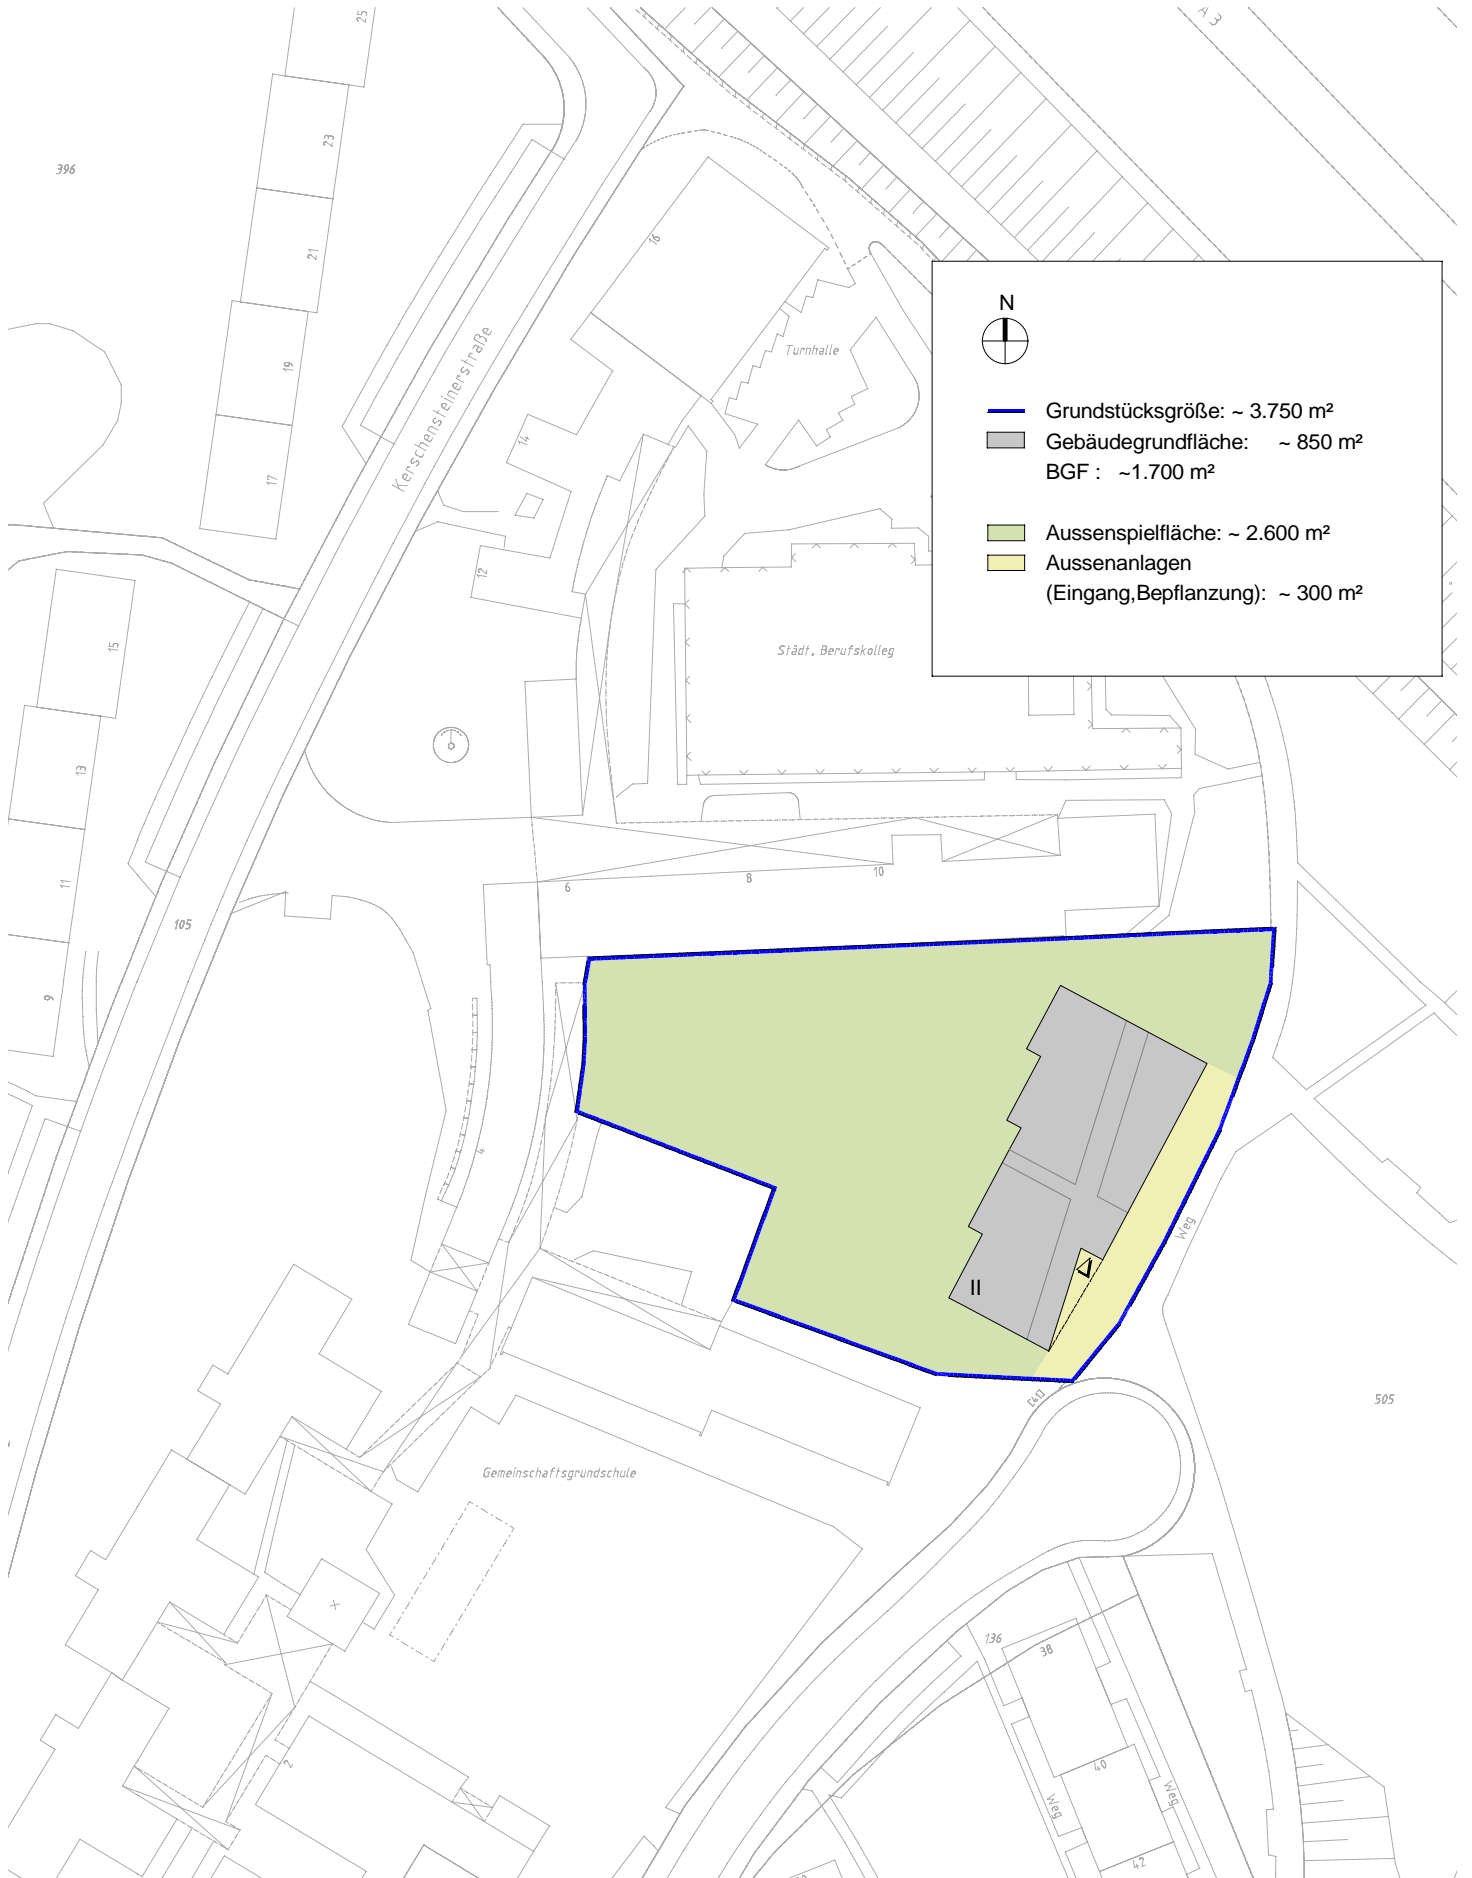 25
A 3
23
396
16
21
N
Kerschensteinerstraße
Turnhalle
19
Grundstücksgröße: ~ 3.750 m²
Gebäudegrundfläche: ~ 850 m²
14
BGF : ~1.700 m²
17
Aussenspielfläche: ~ 2.600 m²
12
Aussenanlagen
(Eingang,Bepflanzung): ~ 300 m²
15
Städt. Berufskolleg
13
10
8
6
11
105
9
4
Weg
II
[41]
505
Gemeinschaftsgrundschule
136
38
2
40
Weg
Weg
42